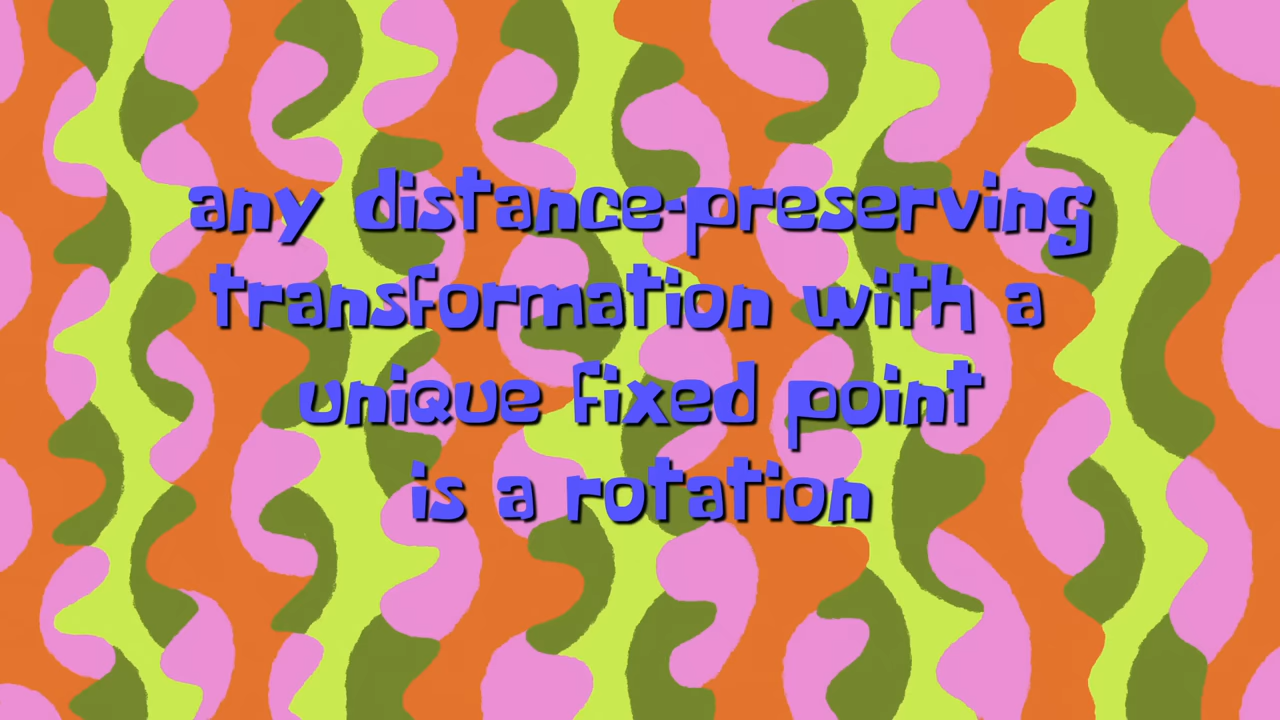 any distance-preserving
transformation with a
unique fixed point
is a rotation